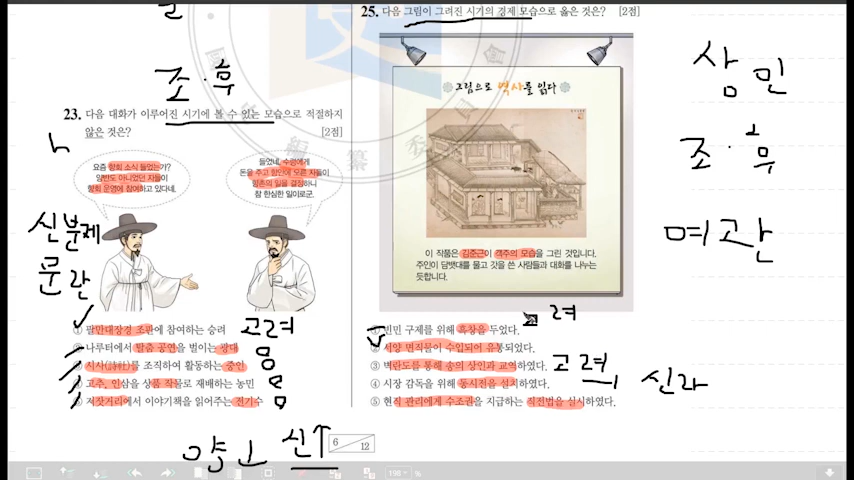 25. 다음 그림이 그려진 시기의 경제 모습으로 옳은 것은? [2점]
조·후
23. 다음 대화가 이루어진 시기에 볼 수 있는 모습으로 적절하지
않은 것은? [2점]
요즘 향회 소식 들었는가?
양반도 아니었던 자들이
향회 운영에 참여하고 있다네.
들었네, 수령에게
돈을 주고 향안에 오른 자들이
향촌의 일을 결정하니
참 한심한 일이로군.
신분제
문란
① 팔만대장경 조판에 참여하는 승려
고려
② 나루터에서 탈춤 공연을 벌이는 광대
③ 시사(詩社)를 조직하여 활동하는 중인
④ 고추, 인삼을 상품 작물로 재배하는 농민
⑤ 저잣거리에서 이야기책을 읽어주는 전기수
신↑
6
12
그림으로 역사를 읽다
이 작품은 김준근이 객주의 모습을 그린 것입니다.
주인이 담뱃대를 물고 갓을 쓴 사람들과 대화를 나누는
듯합니다.
① 빈민 구제를 위해 흑창을 두었다.
② 서양 면직물이 수입되어 유통되었다.
③ 벽란도를 통해 송의 상인과 교역하였다.
고려
④ 시장 감독을 위해 동시전을 설치하였다.
신라
⑤ 현직 관리에게 수조권을 지급하는 직전법을 실시하였다.
상민
조·후
여관
198 %